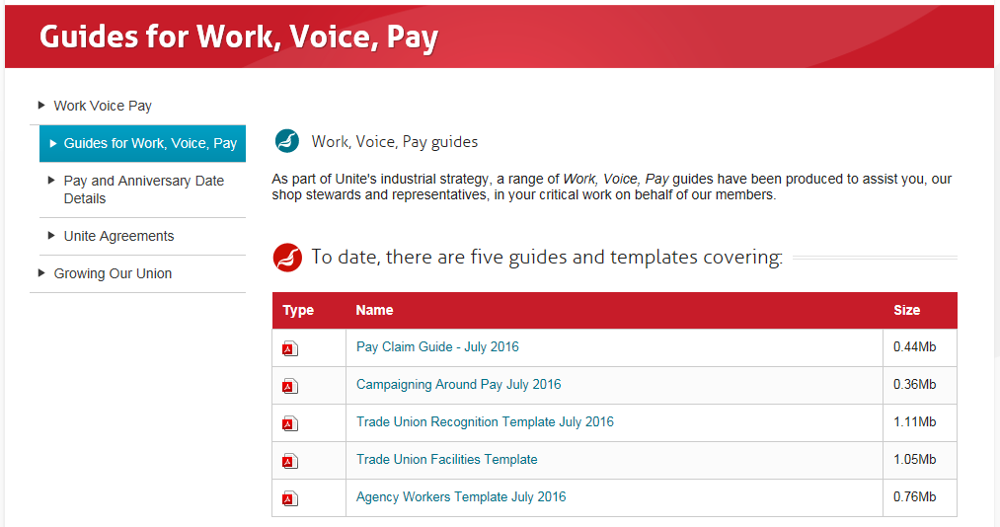 Guides for Work, Voice, Pay
Work Voice Pay
Guides for Work, Voice, Pay
Pay and Anniversary Date
Details
Unite Agreements
Growing Our Union
Work, Voice, Pay guides
As part of Unite's industrial strategy, a range of Work, Voice, Pay guides have been produced to assist you, our
shop stewards and representatives, in your critical work on behalf of our members.
To date, there are five guides and templates covering:
Type Name Size
Pay Claim Guide - July 2016 0.44Mb
Campaigning Around Pay July 2016 0.36Mb
Trade Union Recognition Template July 2016 1.11Mb
Trade Union Facilities Template 1.05Mb
Agency Workers Template July 2016 0.76Mb